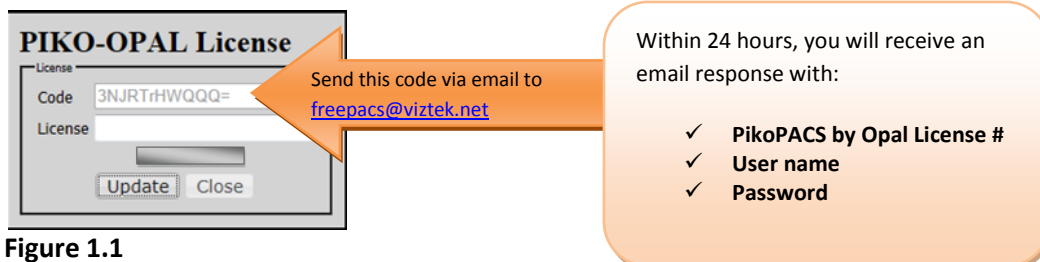 PIKO-OPAL License
License
Code 3NJRTrHWQQQ=
License
Update Close
Send this code via email to
freepacs@viztek.net
Within 24 hours, you will receive an
email response with:
✓ PikoPACS by Opal License #
✓ User name
✓ Password
Figure 1.1